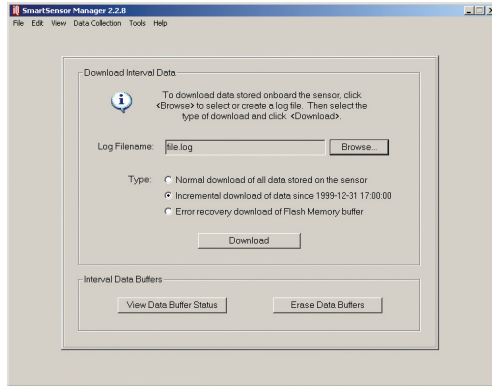 SmartSensor Manager 2.2.8
File Edit View Data Collection Tools Help
Download Interval Data
To download data stored onboard the sensor, click
<Browse> to select or create a log file. Then select the
type of download and click <Download>.
Log Filename: file.log Browse...
Type: Normal download of all data stored on the sensor
Incremental download of data since 1999-12-31 17:00:00
Error recovery download of Flash Memory buffer
Download
Interval Data Buffers
View Data Buffer Status Erase Data Buffers